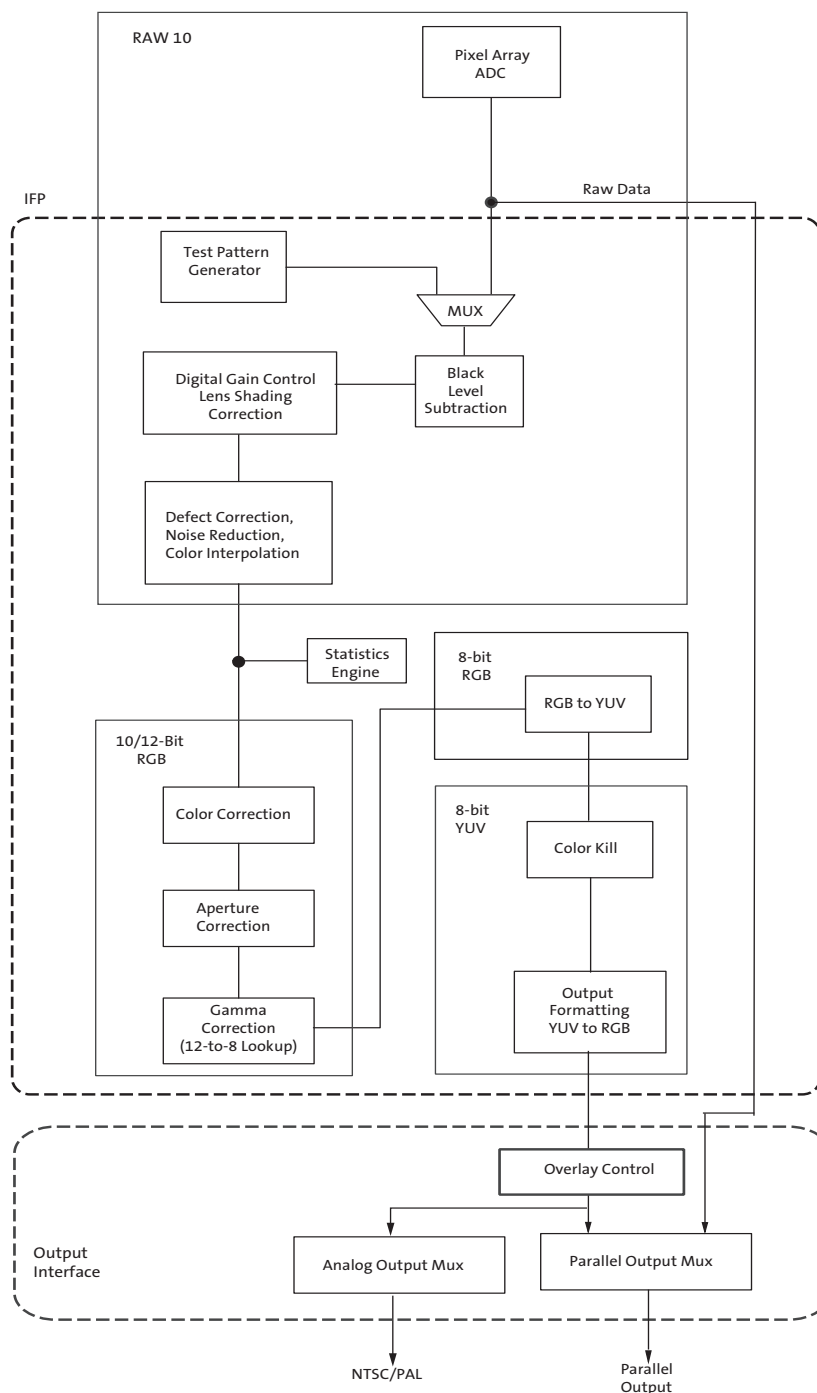 RAW 10
Pixel Array
ADC
IFP
Raw Data
Test Pattern
Generator
MUX
Digital Gain Control
Lens Shading
Correction
Black
Level
Subtraction
Defect Correction,
Noise Reduction,
Color Interpolation
Statistics
Engine
8-bit
RGB
RGB to YUV
10/12-Bit
RGB
Color Correction
8-bit
YUV
Color Kill
Aperture
Correction
Gamma
Correction
(12-to-8 Lookup)
Output
Formatting
YUV to RGB
Overlay Control
Output
Interface
Analog Output Mux
Parallel Output Mux
NTSC/PAL
Parallel
Output